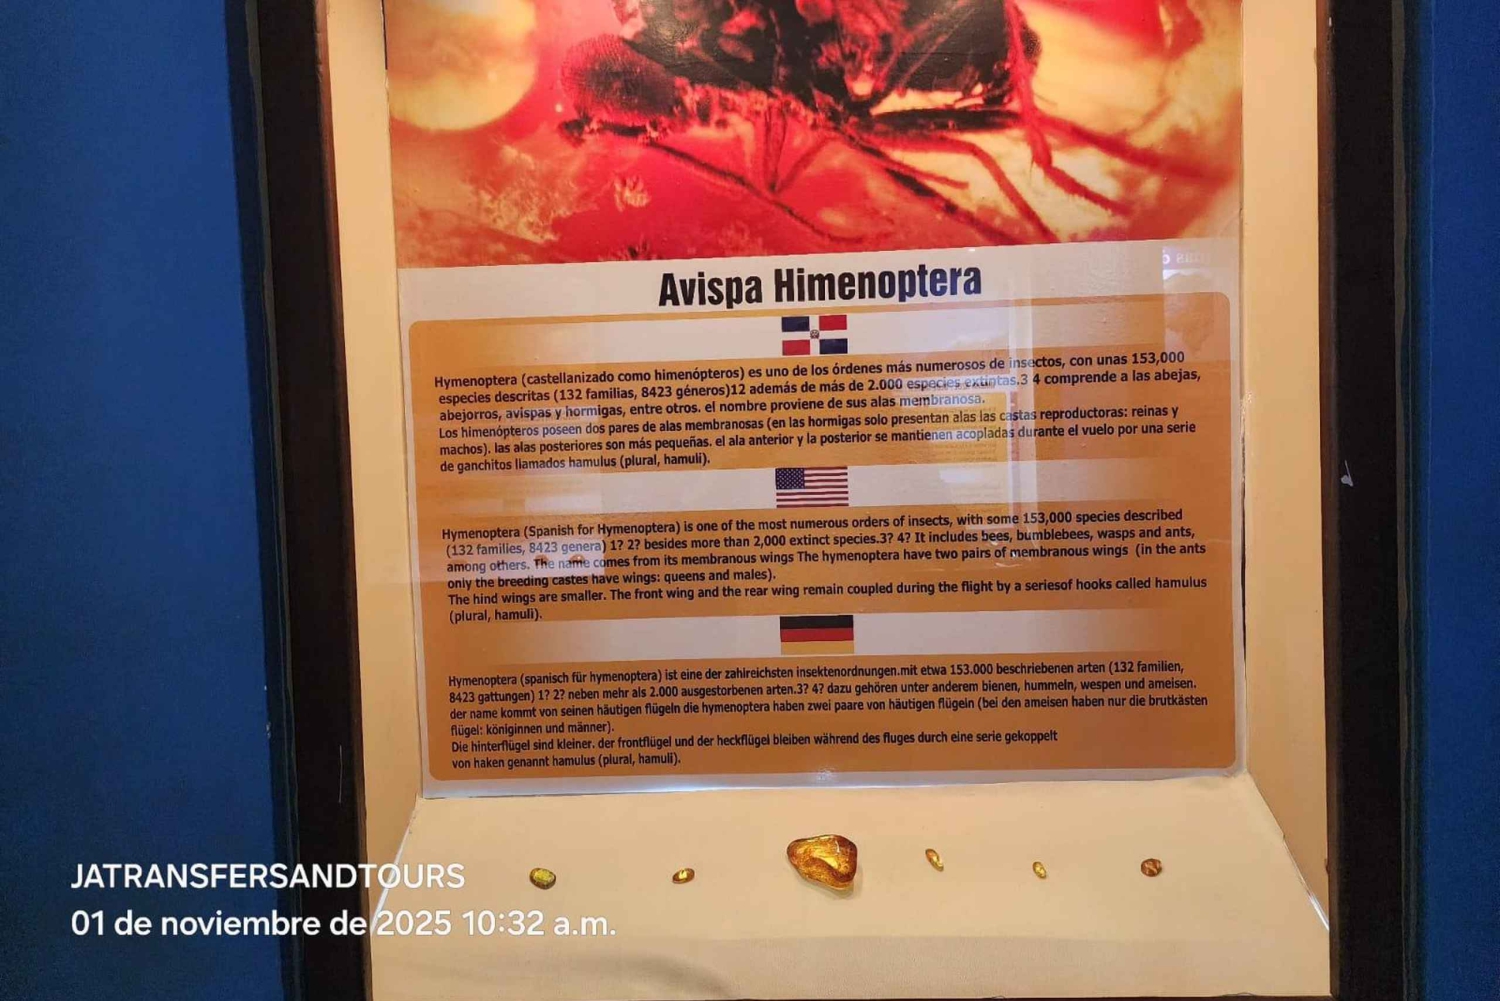 Avispa Himenoptera
Hymenoptera (castellanizado como himenópteros) es uno de los órdenes más numerosos de insectos, con unas 153,000
especies descritas (132 familias, 8423 géneros)12 además de más de 2.000 especies extintas.3 4 comprende a las abejas,
abejorros, avispas y hormigas, entre otros. el nombre proviene de sus alas membranosa.
Los himenópteros poseen dos pares de alas membranosas (en las hormigas solo presentan alas las castas reproductoras: reinas y
machos). las alas posteriores son más pequeñas. el ala anterior y la posterior se mantienen acopladas durante el vuelo por una serie
de ganchitos llamados hamulus (plural, hamuli).
Hymenoptera (Spanish for Hymenoptera) is one of the most numerous orders of insects, with some 153,000 species described
(132 families, 8423 genera) 1? 2? besides more than 2,000 extinct species.3? 4? It includes bees, bumblebees, wasps and ants,
among others. The name comes from its membranous wings The hymenoptera have two pairs of membranous wings (in the ants
only the breeding castes have wings: queens and males).
The hind wings are smaller. The front wing and the rear wing remain coupled during the flight by a seriesof hooks called hamulus
(plural, hamuli).
Hymenoptera (spanisch für hymenoptera) ist eine der zahlreichsten insektenordnungen.mit etwa 153.000 beschriebenen arten (132 familien,
8423 gattungen) 1? 2? neben mehr als 2.000 ausgestorbenen arten.3? 4? dazu gehören unter anderem bienen, hummeln, wespen und ameisen.
der name kommt von seinen häutigen flügeln die hymenoptera haben zwei paare von häutigen flügeln (bei den ameisen haben nur die brutkästen
flügel: königinnen und männer).
Die hinterflügel sind kleiner. der frontflügel und der heckflügel bleiben während des fluges durch eine serie gekoppelt
von haken genannt hamulus (plural, hamuli).
JATRANSFERSANDTOURS
01 de noviembre de 2025 10:32 a.m.